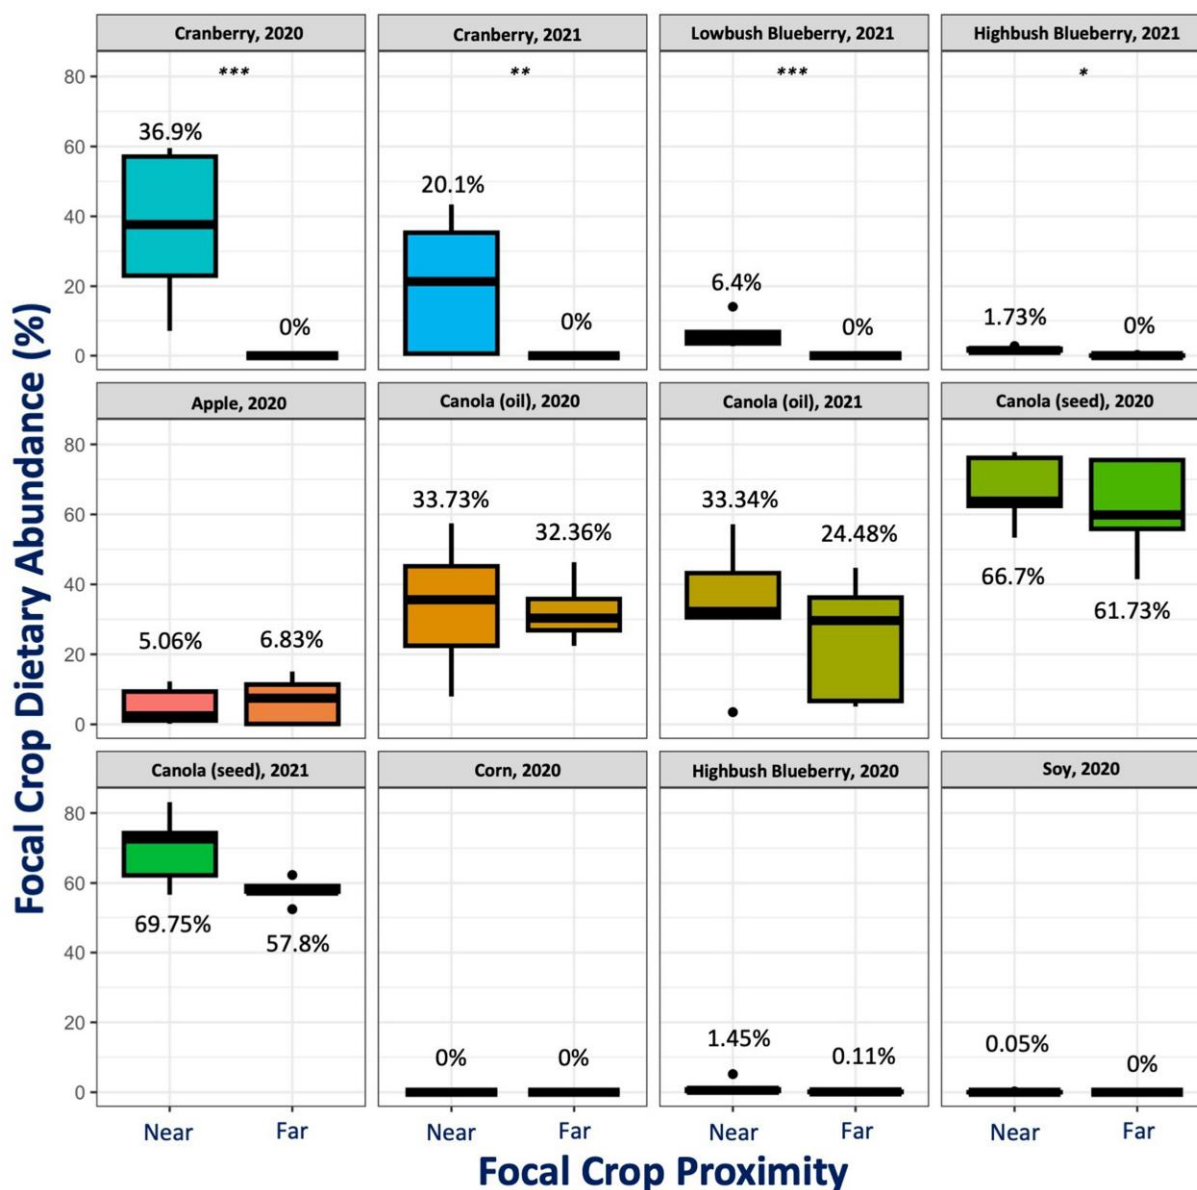 Focal Crop Dietary Abundance (%)
Cranberry, 2020
Cranberry, 2021
Lowbush Blueberry, 2021
Highbush Blueberry, 2021
***
**
***
*
80
60
40
20
0
36.9%
0%
20.1%
0%
6.4%
0%
1.73%
0%
Apple, 2020
Canola (oil), 2020
Canola (oil), 2021
Canola (seed), 2020
80
60
40
20
0
5.06%
6.83%
33.73%
32.36%
33.34%
24.48%
66.7%
61.73%
Canola (seed), 2021
Corn, 2020
Highbush Blueberry, 2020
Soy, 2020
80
60
40
20
0
69.75%
57.8%
0%
0%
1.45%
0.11%
0.05%
0%
Near
Far
Near
Far
Near
Far
Near
Far
Focal Crop Proximity